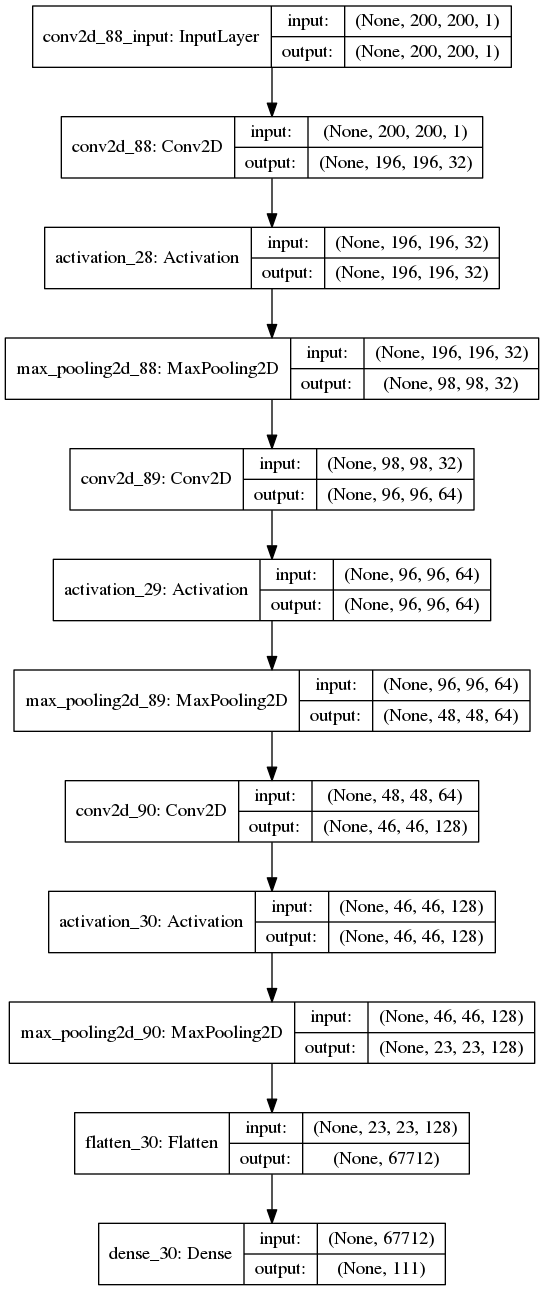 conv2d_88_input: InputLayer input: (None, 200, 200, 1)
output: (None, 200, 200, 1)
conv2d_88: Conv2D input: (None, 200, 200, 1)
output: (None, 196, 196, 32)
activation_28: Activation input: (None, 196, 196, 32)
output: (None, 196, 196, 32)
max_pooling2d_88: MaxPooling2D input: (None, 196, 196, 32)
output: (None, 98, 98, 32)
conv2d_89: Conv2D input: (None, 98, 98, 32)
output: (None, 96, 96, 64)
activation_29: Activation input: (None, 96, 96, 64)
output: (None, 96, 96, 64)
max_pooling2d_89: MaxPooling2D input: (None, 96, 96, 64)
output: (None, 48, 48, 64)
conv2d_90: Conv2D input: (None, 48, 48, 64)
output: (None, 46, 46, 128)
activation_30: Activation input: (None, 46, 46, 128)
output: (None, 46, 46, 128)
max_pooling2d_90: MaxPooling2D input: (None, 46, 46, 128)
output: (None, 23, 23, 128)
flatten_30: Flatten input: (None, 23, 23, 128)
output: (None, 67712)
dense_30: Dense input: (None, 67712)
output: (None, 111)